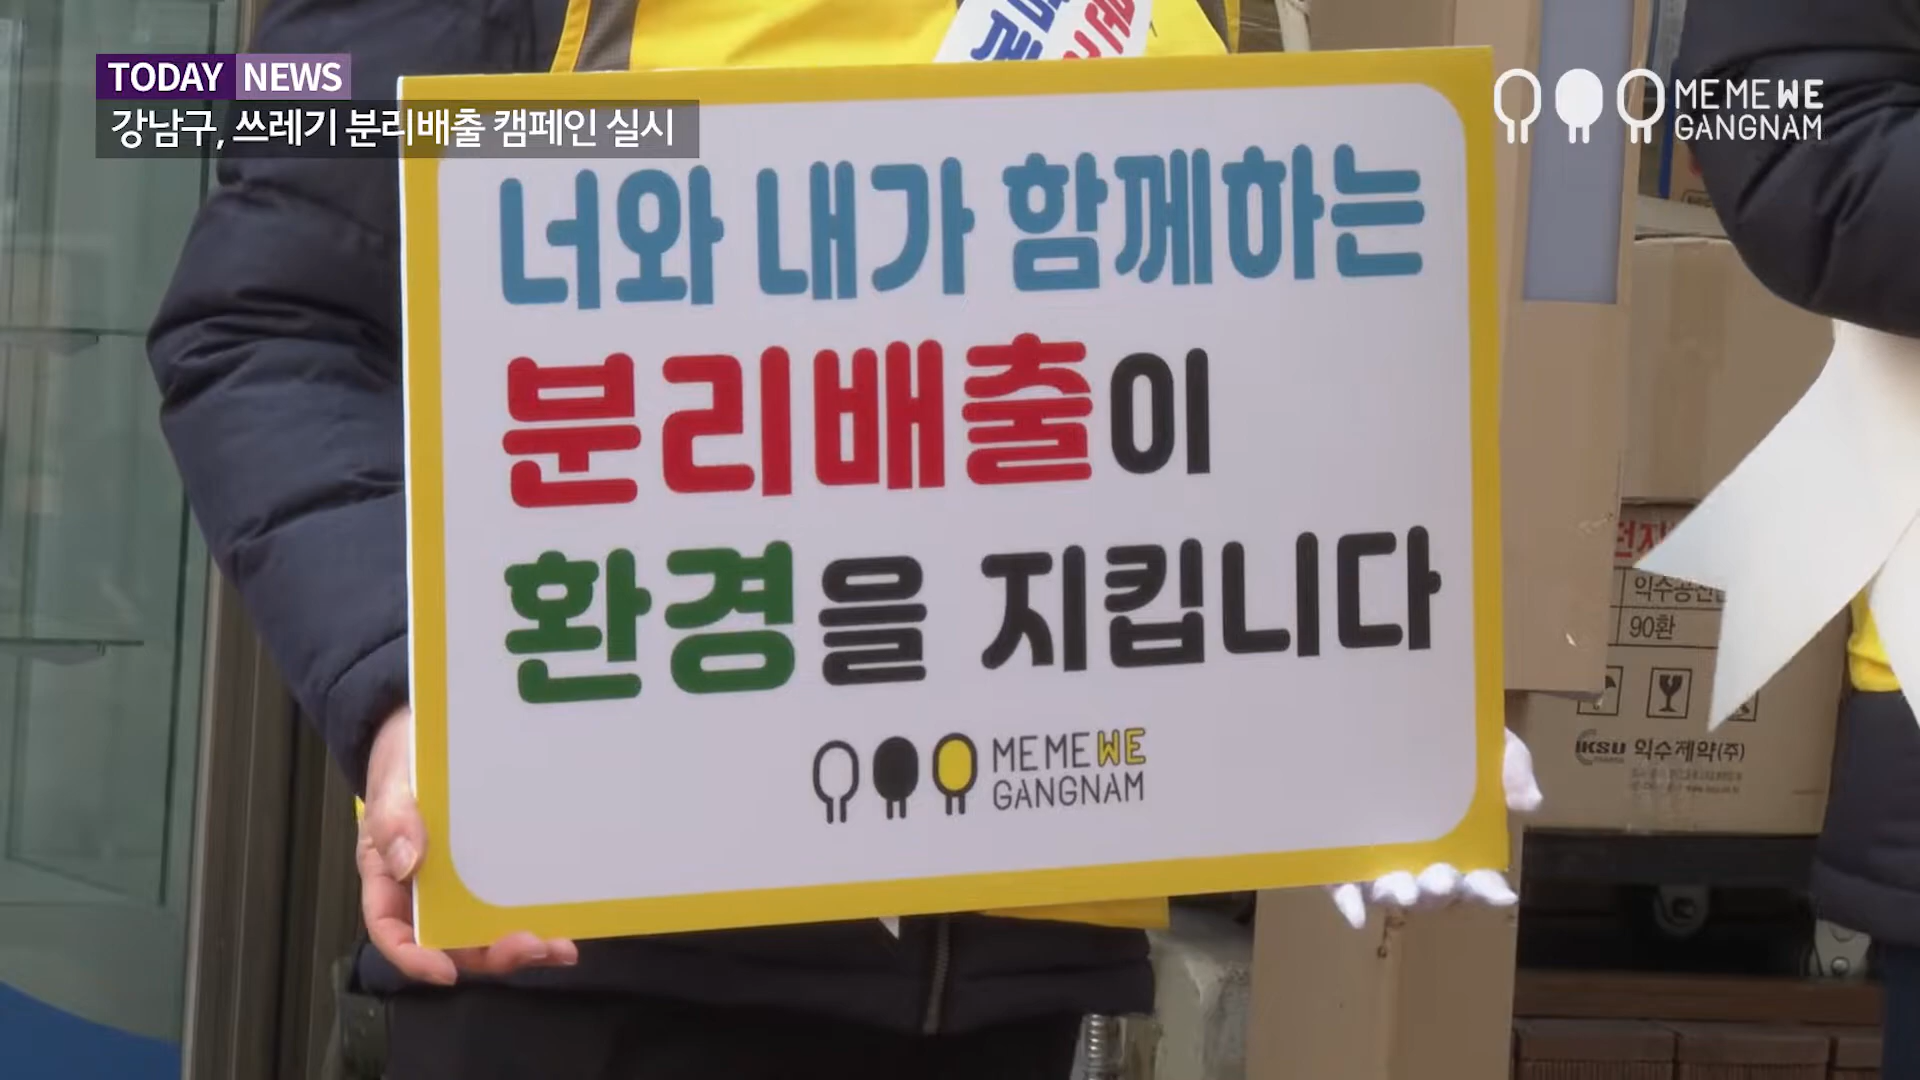 TODAY NEWS
강남구, 쓰레기 분리배출 캠페인 실시
MEMEWE
GANGNAM
너와 내가 함께하는
분리배출이
환경을 지킵니다
MEMEWE
GANGNAM
90환
IKSU 익수제약(주)